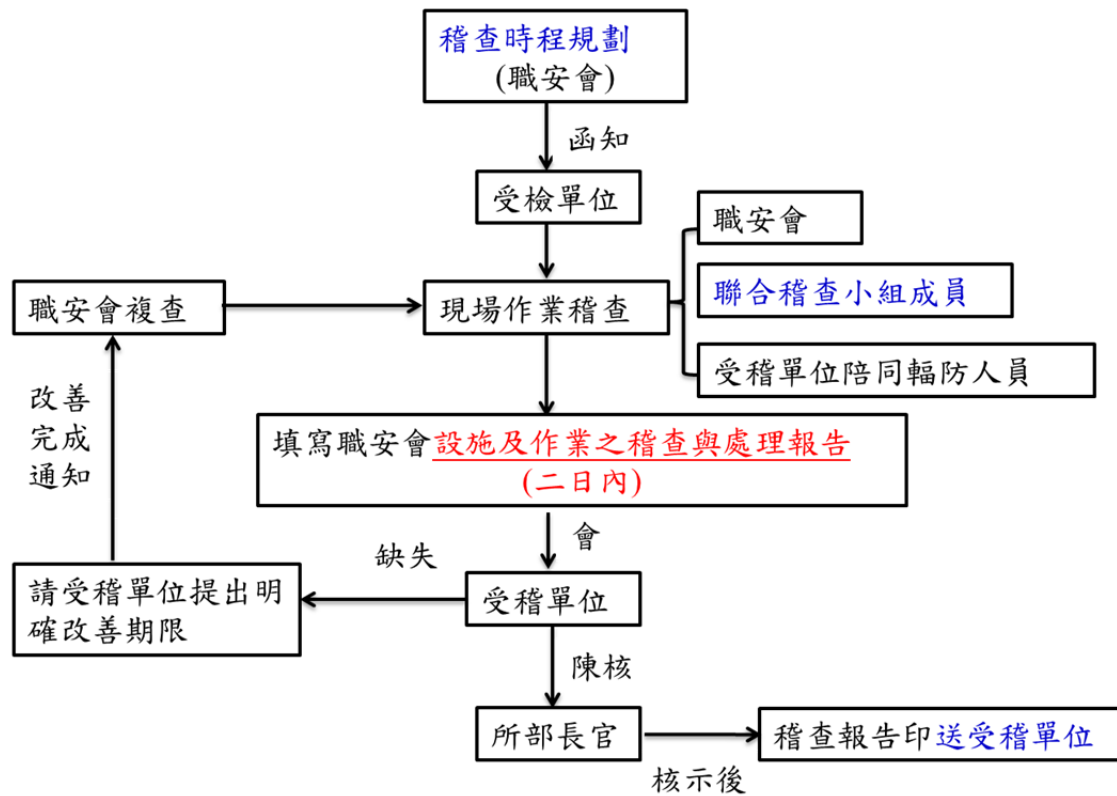 稽查時程規劃
(職安會)
函知
受檢單位
職安會
聯合稽查小組成員
受稽單位陪同輻防人員
職安會複查
現場作業稽查
改善
完成
通知
填寫職安會設施及作業之稽查與處理報告
(二日內)
會
缺失
請受稽單位提出明
確改善期限
受稽單位
陳核
所部長官
核示後
稽查報告印送受稽單位